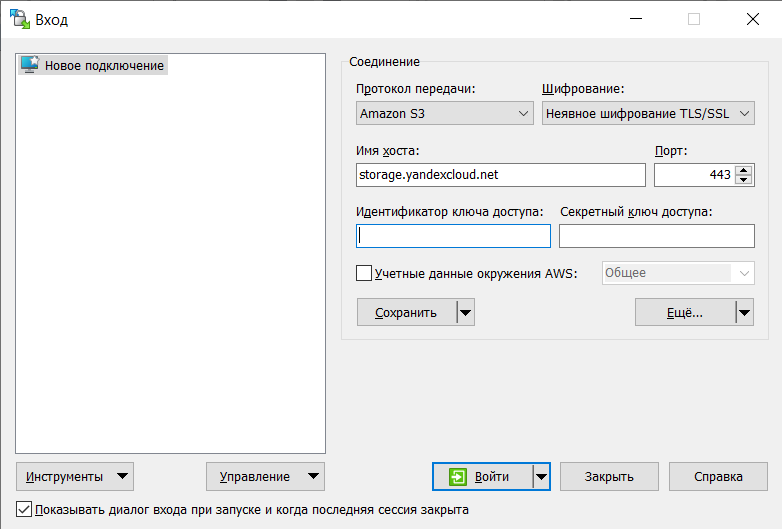 Вход
Новое подключение
Соединение
Протокол передачи: Шифрование:
Amazon S3 Неявное шифрование TLS/SSL
Имя хоста: Порт:
storage.yandexcloud.net 443
Идентификатор ключа доступа: Секретный ключ доступа:
Учетные данные окружения AWS: Общее
Сохранить Ещё...
Инструменты Управление Войти Закрыть Справка
Показывать диалог входа при запуске и когда последняя сессия закрыта